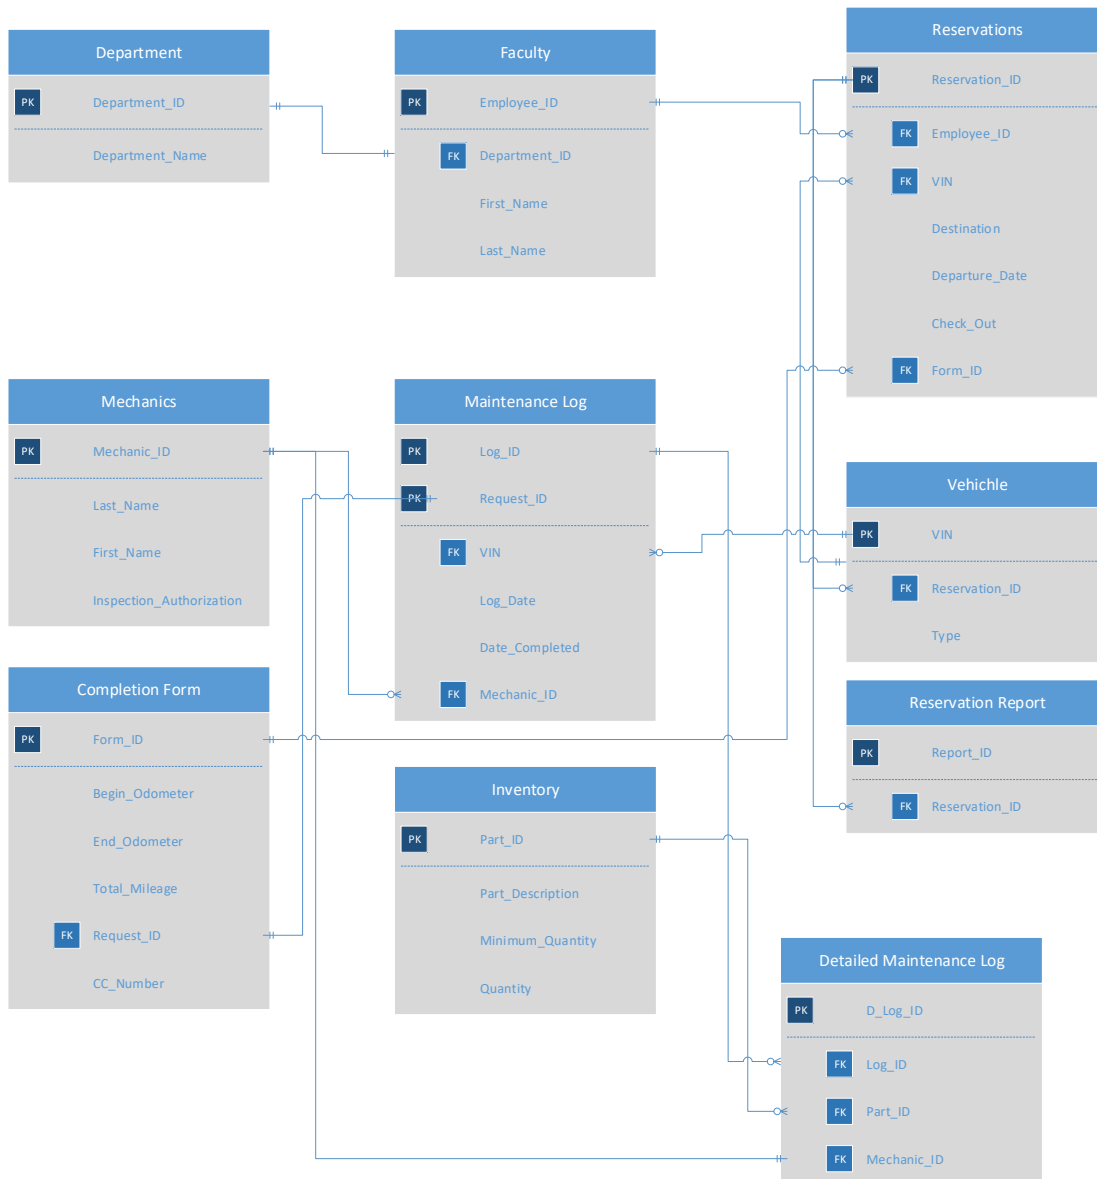 Department
PK Department_ID
Department_Name
Faculty
PK Employee_ID
FK Department_ID
First_Name
Last_Name
Reservations
PK Reservation_ID
FK Employee_ID
FK VIN
Destination
Departure_Date
Check_Out
FK Form_ID
Mechanics
PK Mechanic_ID
Last_Name
First_Name
Inspection_Authorization
Maintenance Log
PK Log_ID
PK Request_ID
FK VIN
Log_Date
Date_Completed
FK Mechanic_ID
Vehichle
PK VIN
FK Reservation_ID
Type
Completion Form
PK Form_ID
Begin_Odometer
End_Odometer
Total_Mileage
FK Request_ID
CC_Number
Inventory
PK Part_ID
Part_Description
Minimum_Quantity
Quantity
Reservation Report
PK Report_ID
FK Reservation_ID
Detailed Maintenance Log
PK D_Log_ID
FK Log_ID
FK Part_ID
FK Mechanic_ID